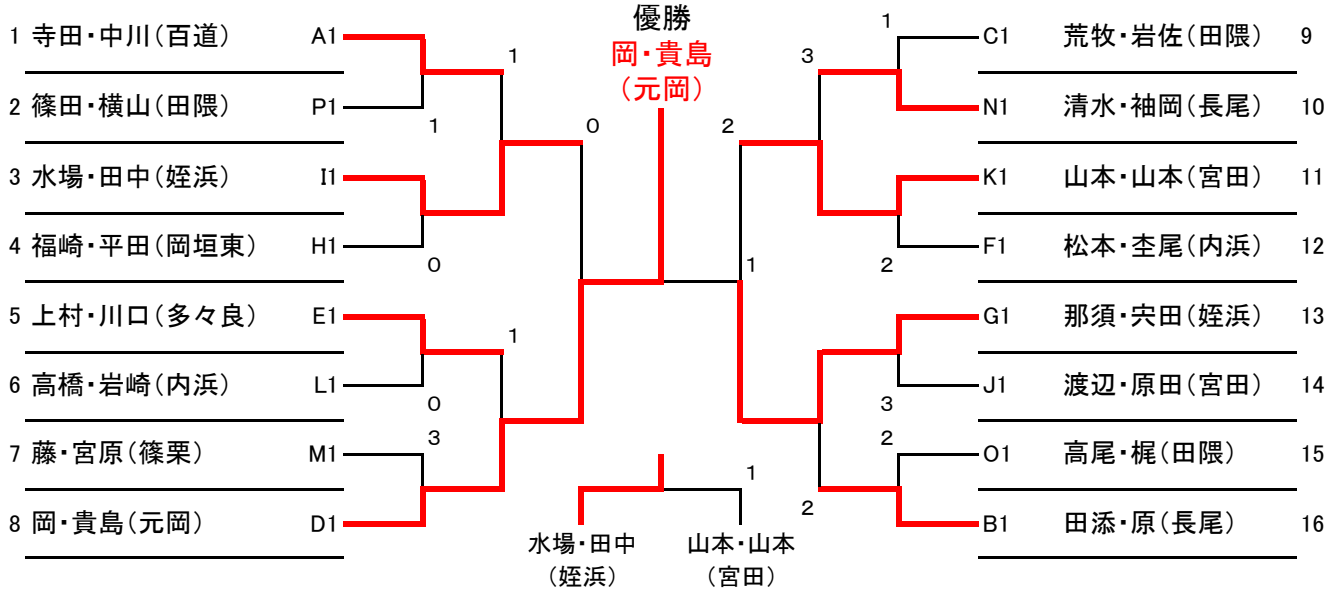 優勝
岡・貴島
(元岡)
1 寺田・中川(百道) A1
2 篠田・横山(田隈) P1
3 水場・田中(姪浜) I1
4 福崎・平田(岡垣東) H1
5 上村・川口(多々良) E1
6 高橋・岩崎(内浜) L1
7 藤・宮原(篠栗) M1
8 岡・貴島(元岡) D1
1
1
0
0
1
0
3
C1 荒牧・岩佐(田隈) 9
N1 清水・袖岡(長尾) 10
K1 山本・山本(宮田) 11
F1 松本・杢尾(内浜) 12
G1 那須・宍田(姪浜) 13
J1 渡辺・原田(宮田) 14
O1 高尾・梶(田隈) 15
B1 田添・原(長尾) 16
1
3
2
2
1
3
2
2
1
水場・田中
(姪浜)
山本・山本
(宮田)